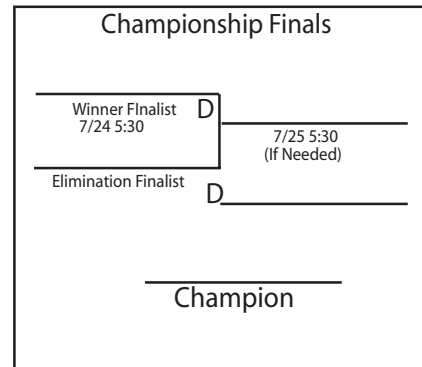 Championship Finals
Winner FInalist
D
7/24 5:30
7/25 5:30
(If Needed)
Elimination Finalist
D
Champion